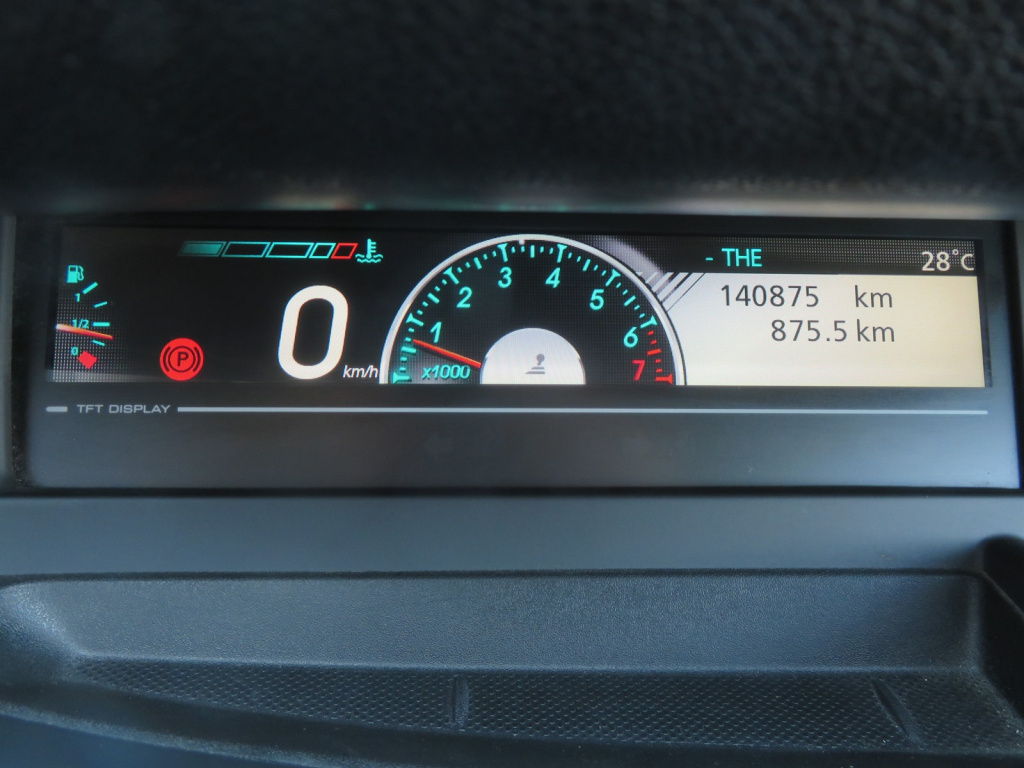 - THE
28°C
140875 km
875.5 km
1
1/2
0
P
0 km/h
1 2 3 4 5 6 7
x1000
TFT DISPLAY